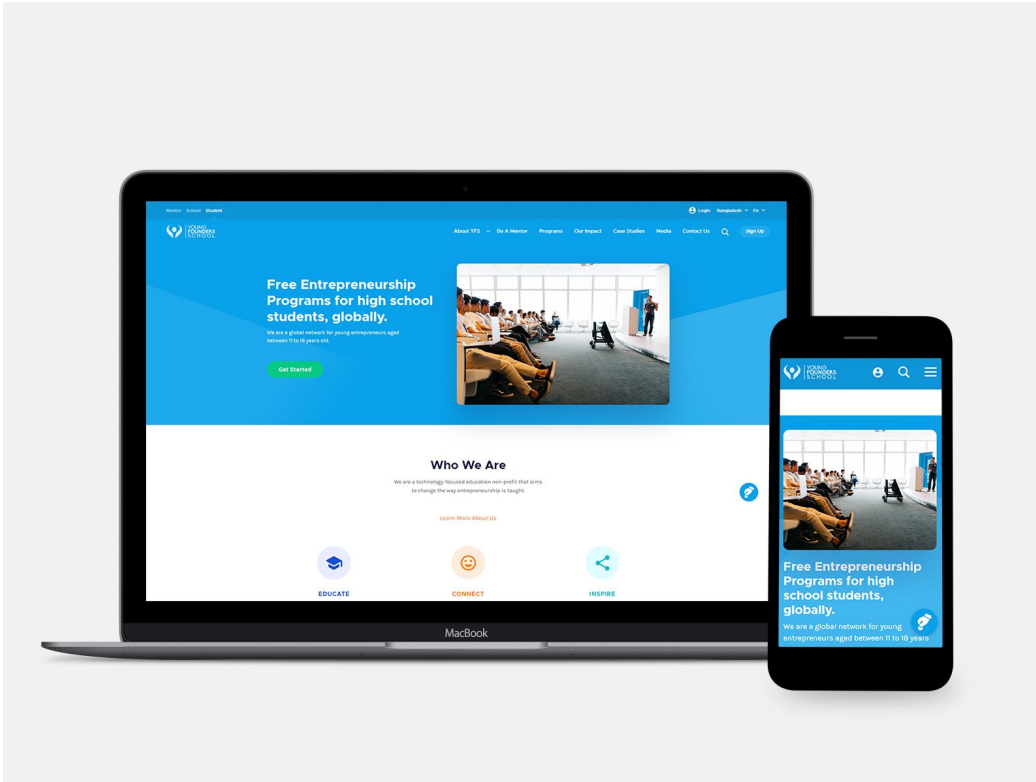 Mentor School Student
Login Bangladesh En
YOUNG
FOUNDERS
SCHOOL
About YFS Be A Mentor Programs Our Impact Case Studies Media Contact Us Sign Up
Free Entrepreneurship
Programs for high school
students, globally.
We are a global network for young entrepreneurs aged
between 11 to 18 years old.
Get Started
Who We Are
We are a technology-focused education non-profit that aims
to change the way entrepreneurship is taught.
Learn More About Us
EDUCATE CONNECT INSPIRE
MacBook
YOUNG
FOUNDERS
SCHOOL
Free Entrepreneurship
Programs for high
school students,
globally.
We are a global network for young
entrepreneurs aged between 11 to 18 years